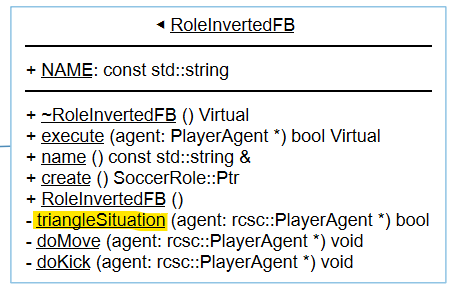 ◄ RoleInvertedFB
+ NAME: const std::string
+ ~RoleInvertedFB () Virtual
+ execute (agent: PlayerAgent *) bool Virtual
+ name () const std::string &
+ create () SoccerRole::Ptr
+ RoleInvertedFB ()
- triangleSituation (agent: rcsc::PlayerAgent *) bool
- doMove (agent: rcsc::PlayerAgent *) void
- doKick (agent: rcsc::PlayerAgent *) void